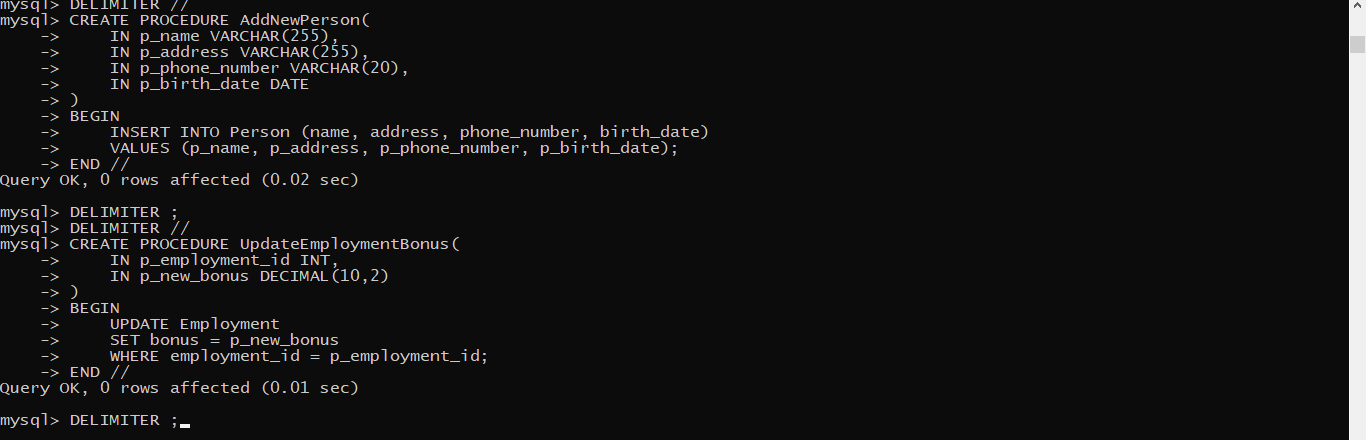 mysql> DELIMITER //
mysql> CREATE PROCEDURE AddNewPerson(
    ->     IN p_name VARCHAR(255),
    ->     IN p_address VARCHAR(255),
    ->     IN p_phone_number VARCHAR(20),
    ->     IN p_birth_date DATE
    -> )
    -> BEGIN
    ->     INSERT INTO Person (name, address, phone_number, birth_date)
    ->     VALUES (p_name, p_address, p_phone_number, p_birth_date);
    -> END //
Query OK, 0 rows affected (0.02 sec)

mysql> DELIMITER ;
mysql> DELIMITER //
mysql> CREATE PROCEDURE UpdateEmploymentBonus(
    ->     IN p_employment_id INT,
    ->     IN p_new_bonus DECIMAL(10,2)
    -> )
    -> BEGIN
    ->     UPDATE Employment
    ->     SET bonus = p_new_bonus
    ->     WHERE employment_id = p_employment_id;
    -> END //
Query OK, 0 rows affected (0.01 sec)

mysql> DELIMITER ;